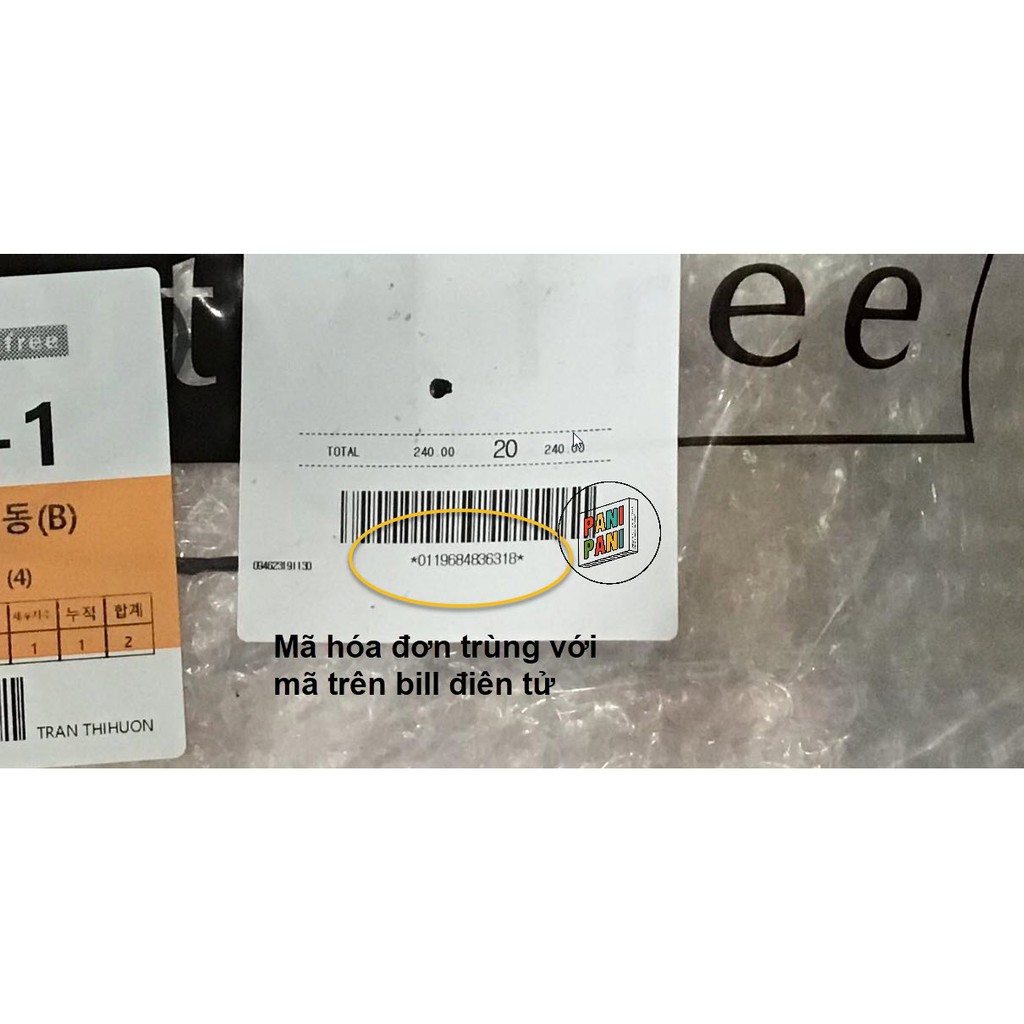 t
ee
free
-1
동(B)
(4)
누적 합계
1 1 2
TRAN THIHUON
TOTAL 240.00 20 240.00
*0119684836318*
094623191130
PANI
PANI
Mã hóa đơn trùng với
mã trên bill điên tử